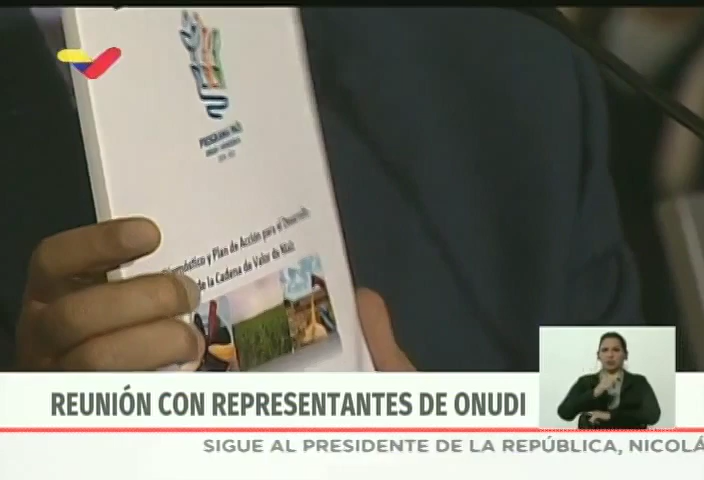 PROGRAMA PAÍS
Diagnóstico y Plan de Acción para el Desarrollo
de la Cadena de Valor de Maíz
REUNIÓN CON REPRESENTANTES DE ONUDI
SIGUE AL PRESIDENTE DE LA REPÚBLICA, NICOLÁ